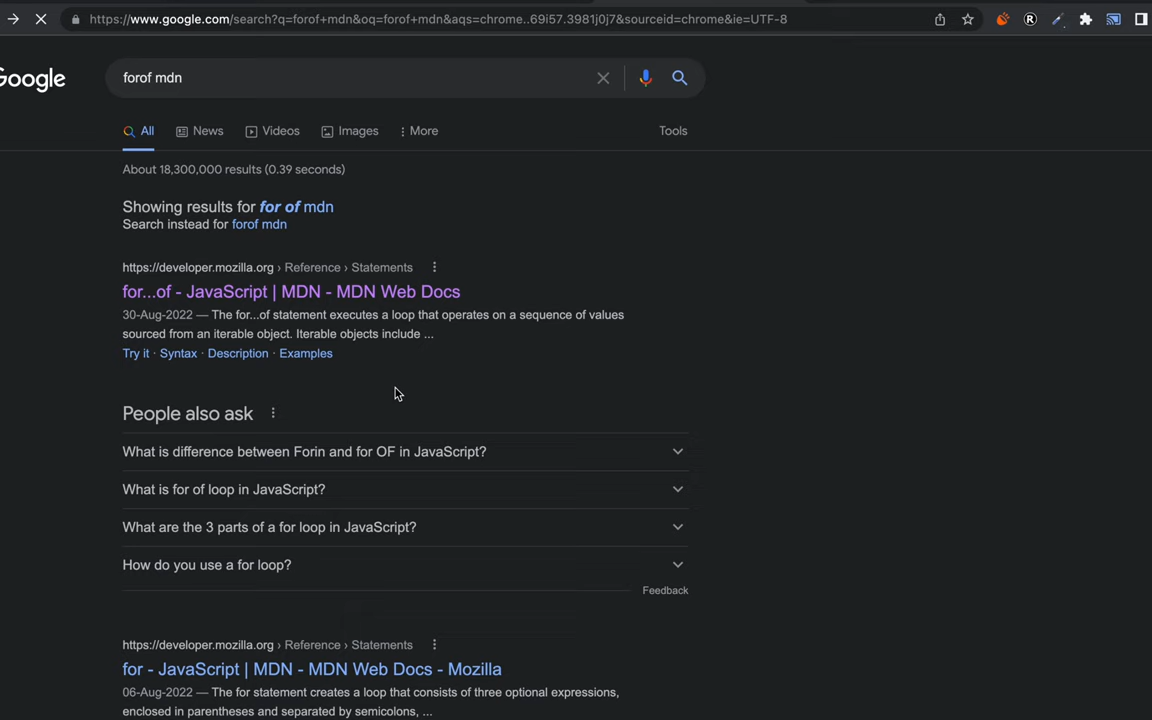 https://www.google.com/search?q=forof+mdn&oq=forof+mdn&aqs=chrome..69i57.3981j0j7&sourceid=chrome&ie=UTF-8
Google
forof mdn
All News Videos Images More Tools
About 18,300,000 results (0.39 seconds)
Showing results for for of mdn
Search instead for forof mdn
https://developer.mozilla.org › Reference › Statements
for...of - JavaScript | MDN - MDN Web Docs
30-Aug-2022 — The for...of statement executes a loop that operates on a sequence of values
sourced from an iterable object. Iterable objects include ...
Try it · Syntax · Description · Examples
People also ask
What is difference between Forin and for OF in JavaScript?
What is for of loop in JavaScript?
What are the 3 parts of a for loop in JavaScript?
How do you use a for loop?
Feedback
https://developer.mozilla.org › Reference › Statements
for - JavaScript | MDN - MDN Web Docs - Mozilla
06-Aug-2022 — The for statement creates a loop that consists of three optional expressions,
enclosed in parentheses and separated by semicolons, ...